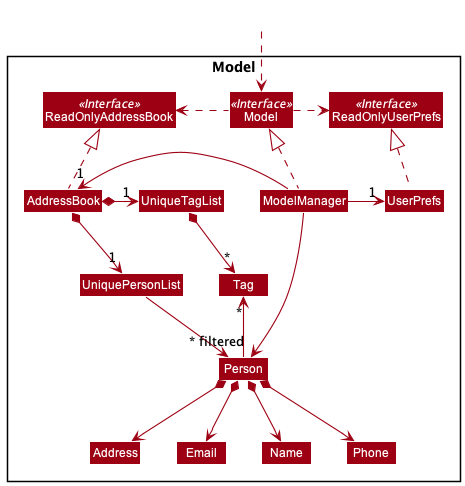 Model
«Interface»
ReadOnlyAddressBook
«Interface»
Model
«Interface»
ReadOnlyUserPrefs
1
AddressBook
1
UniqueTagList
ModelManager
1
UserPrefs
1
*
UniquePersonList
Tag
*
* filtered
Person
Address
Email
Name
Phone